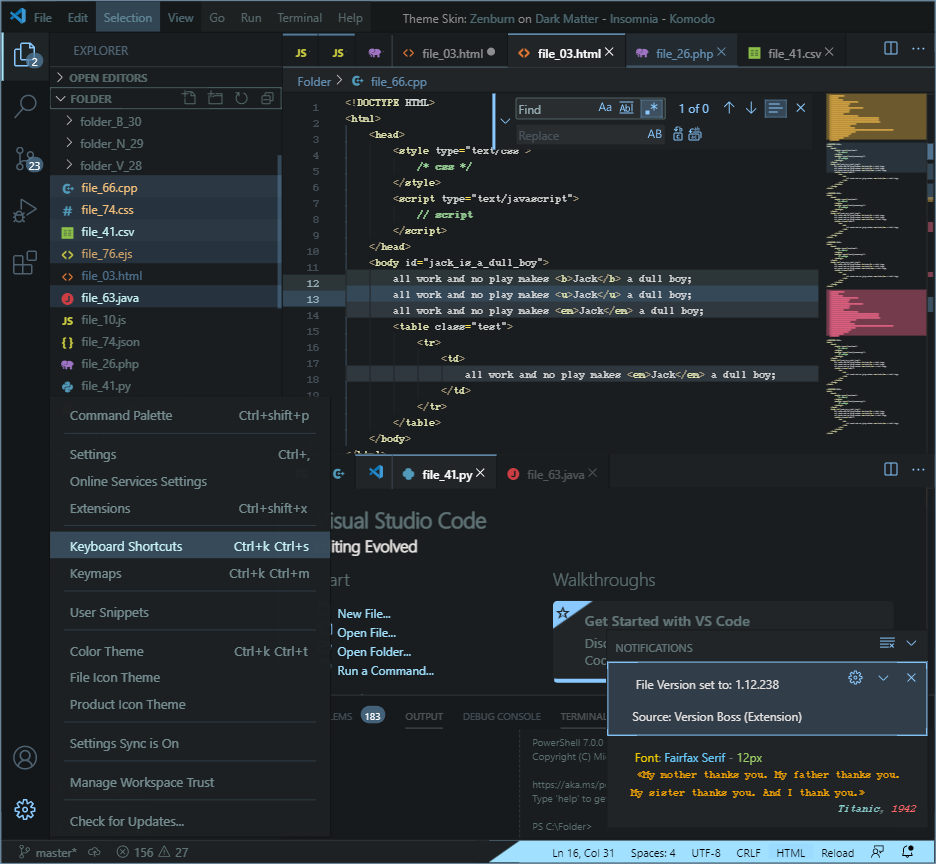 File Edit Selection View Go Run Terminal Help Theme Skin: Zenburn on Dark Matter - Insomnia - Komodo
2
EXPLORER
OPEN EDITORS
FOLDER
folder_B_30
folder_N_29
folder_V_28
file_66.cpp
file_74.css
file_41.csv
file_76.ejs
file_03.html
file_63.java
JS file_10.js
{} file_74.json
file_26.php
file_41.py
23
JS JS file_03.html file_03.html file_26.php file_41.csv
Folder file_66.cpp
Find Aa Abl .* 1 of 0
Replace AB
1 <!DOCTYPE HTML>
2 <html>
3 <head>
4 <style type="text/css">
5 /* css */
6 </style>
7 <script type="text/javascript">
8 // script
9 </script>
10 </head>
11 <body id="jack_is_a_dull_boy">
12 all work and no play makes <b>Jack</b> a dull boy;
13 all work and no play makes <u>Jack</u> a dull boy;
14 all work and no play makes <em>Jack</em> a dull boy;
15 <table class="test">
16 <tr>
17 <td>
18 all work and no play makes <em>Jack</em> a dull boy;
</td>
</tr>
</table>
</body>
Command Palette Ctrl+shift+p
Settings Ctrl+,
Online Services Settings
Extensions Ctrl+shift+x
Keyboard Shortcuts Ctrl+k Ctrl+s
Keymaps Ctrl+k Ctrl+m
User Snippets
Color Theme Ctrl+k Ctrl+t
File Icon Theme
Product Icon Theme
Settings Sync is On
Manage Workspace Trust
Check for Updates...
file_41.py file_63.java
isual Studio Code
iting Evolved
art
New File...
Open File...
Open Folder...
Run a Command...
Walkthroughs
Get Started with VS Code
Disc
Coo
LEMS 183 OUTPUT DEBUG CONSOLE TERMINAL
PowerShell 7.0.0
Copyright (C) Mi
https://aka.ms/p
Type 'help' to ge
PS C:\Folder>
NOTIFICATIONS
File Version set to: 1.12.238
Source: Version Boss (Extension)
Font: Fairfax Serif - 12px
«My mother thanks you. My father thanks you.
My sister thanks you. And I thank you.»
Titanic, 1942
master* 156 27 Ln 16, Col 31 Spaces: 4 UTF-8 CRLF HTML Reload